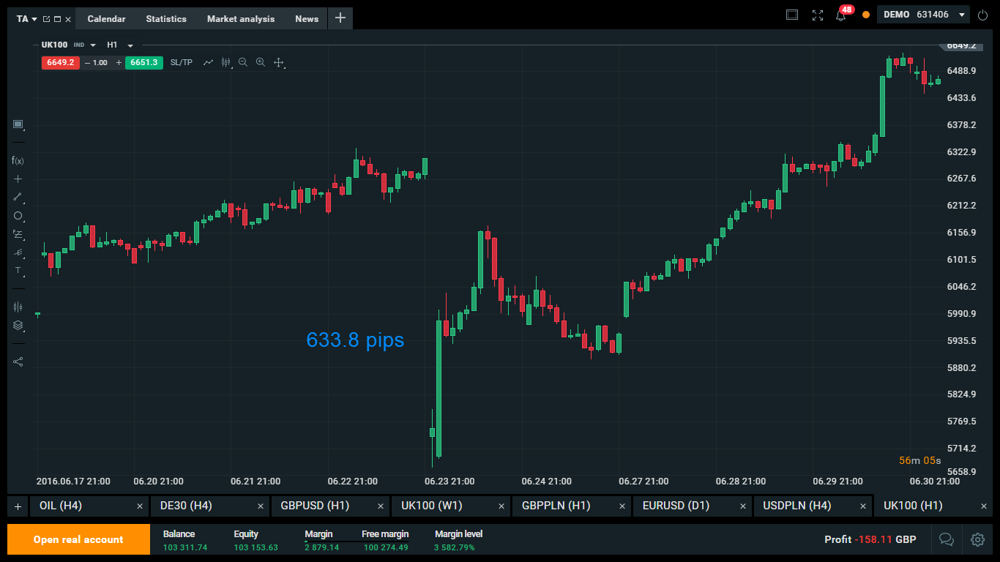 TA Calendar Statistics Market analysis News + 48 DEMO 631406
UK100 IND H1
6649.2 – 1.00 + 6651.3 SL/TP
6649.2
6488.9
6433.6
6378.2
f(x)
6322.9
6267.6
6212.2
6156.9
6101.5
T
6046.2
5990.9
633.8 pips
5935.5
5880.2
5824.9
5769.5
5714.2
56m 05s
5658.9
2016.06.17 21:00 06.20 21:00 06.21 21:00 06.22 21:00 06.23 21:00 06.24 21:00 06.27 21:00 06.28 21:00 06.29 21:00 06.30 21:00
+ OIL (H4) × DE30 (H4) × GBPUSD (H1) × UK100 (W1) × GBPPLN (H1) × EURUSD (D1) × USDPLN (H4) × UK100 (H1) ×
Open real account
Balance Equity Margin Free margin Margin level
103 311.74 103 153.63 2 879.14 100 274.49 3 582.79%
Profit -158.11 GBP